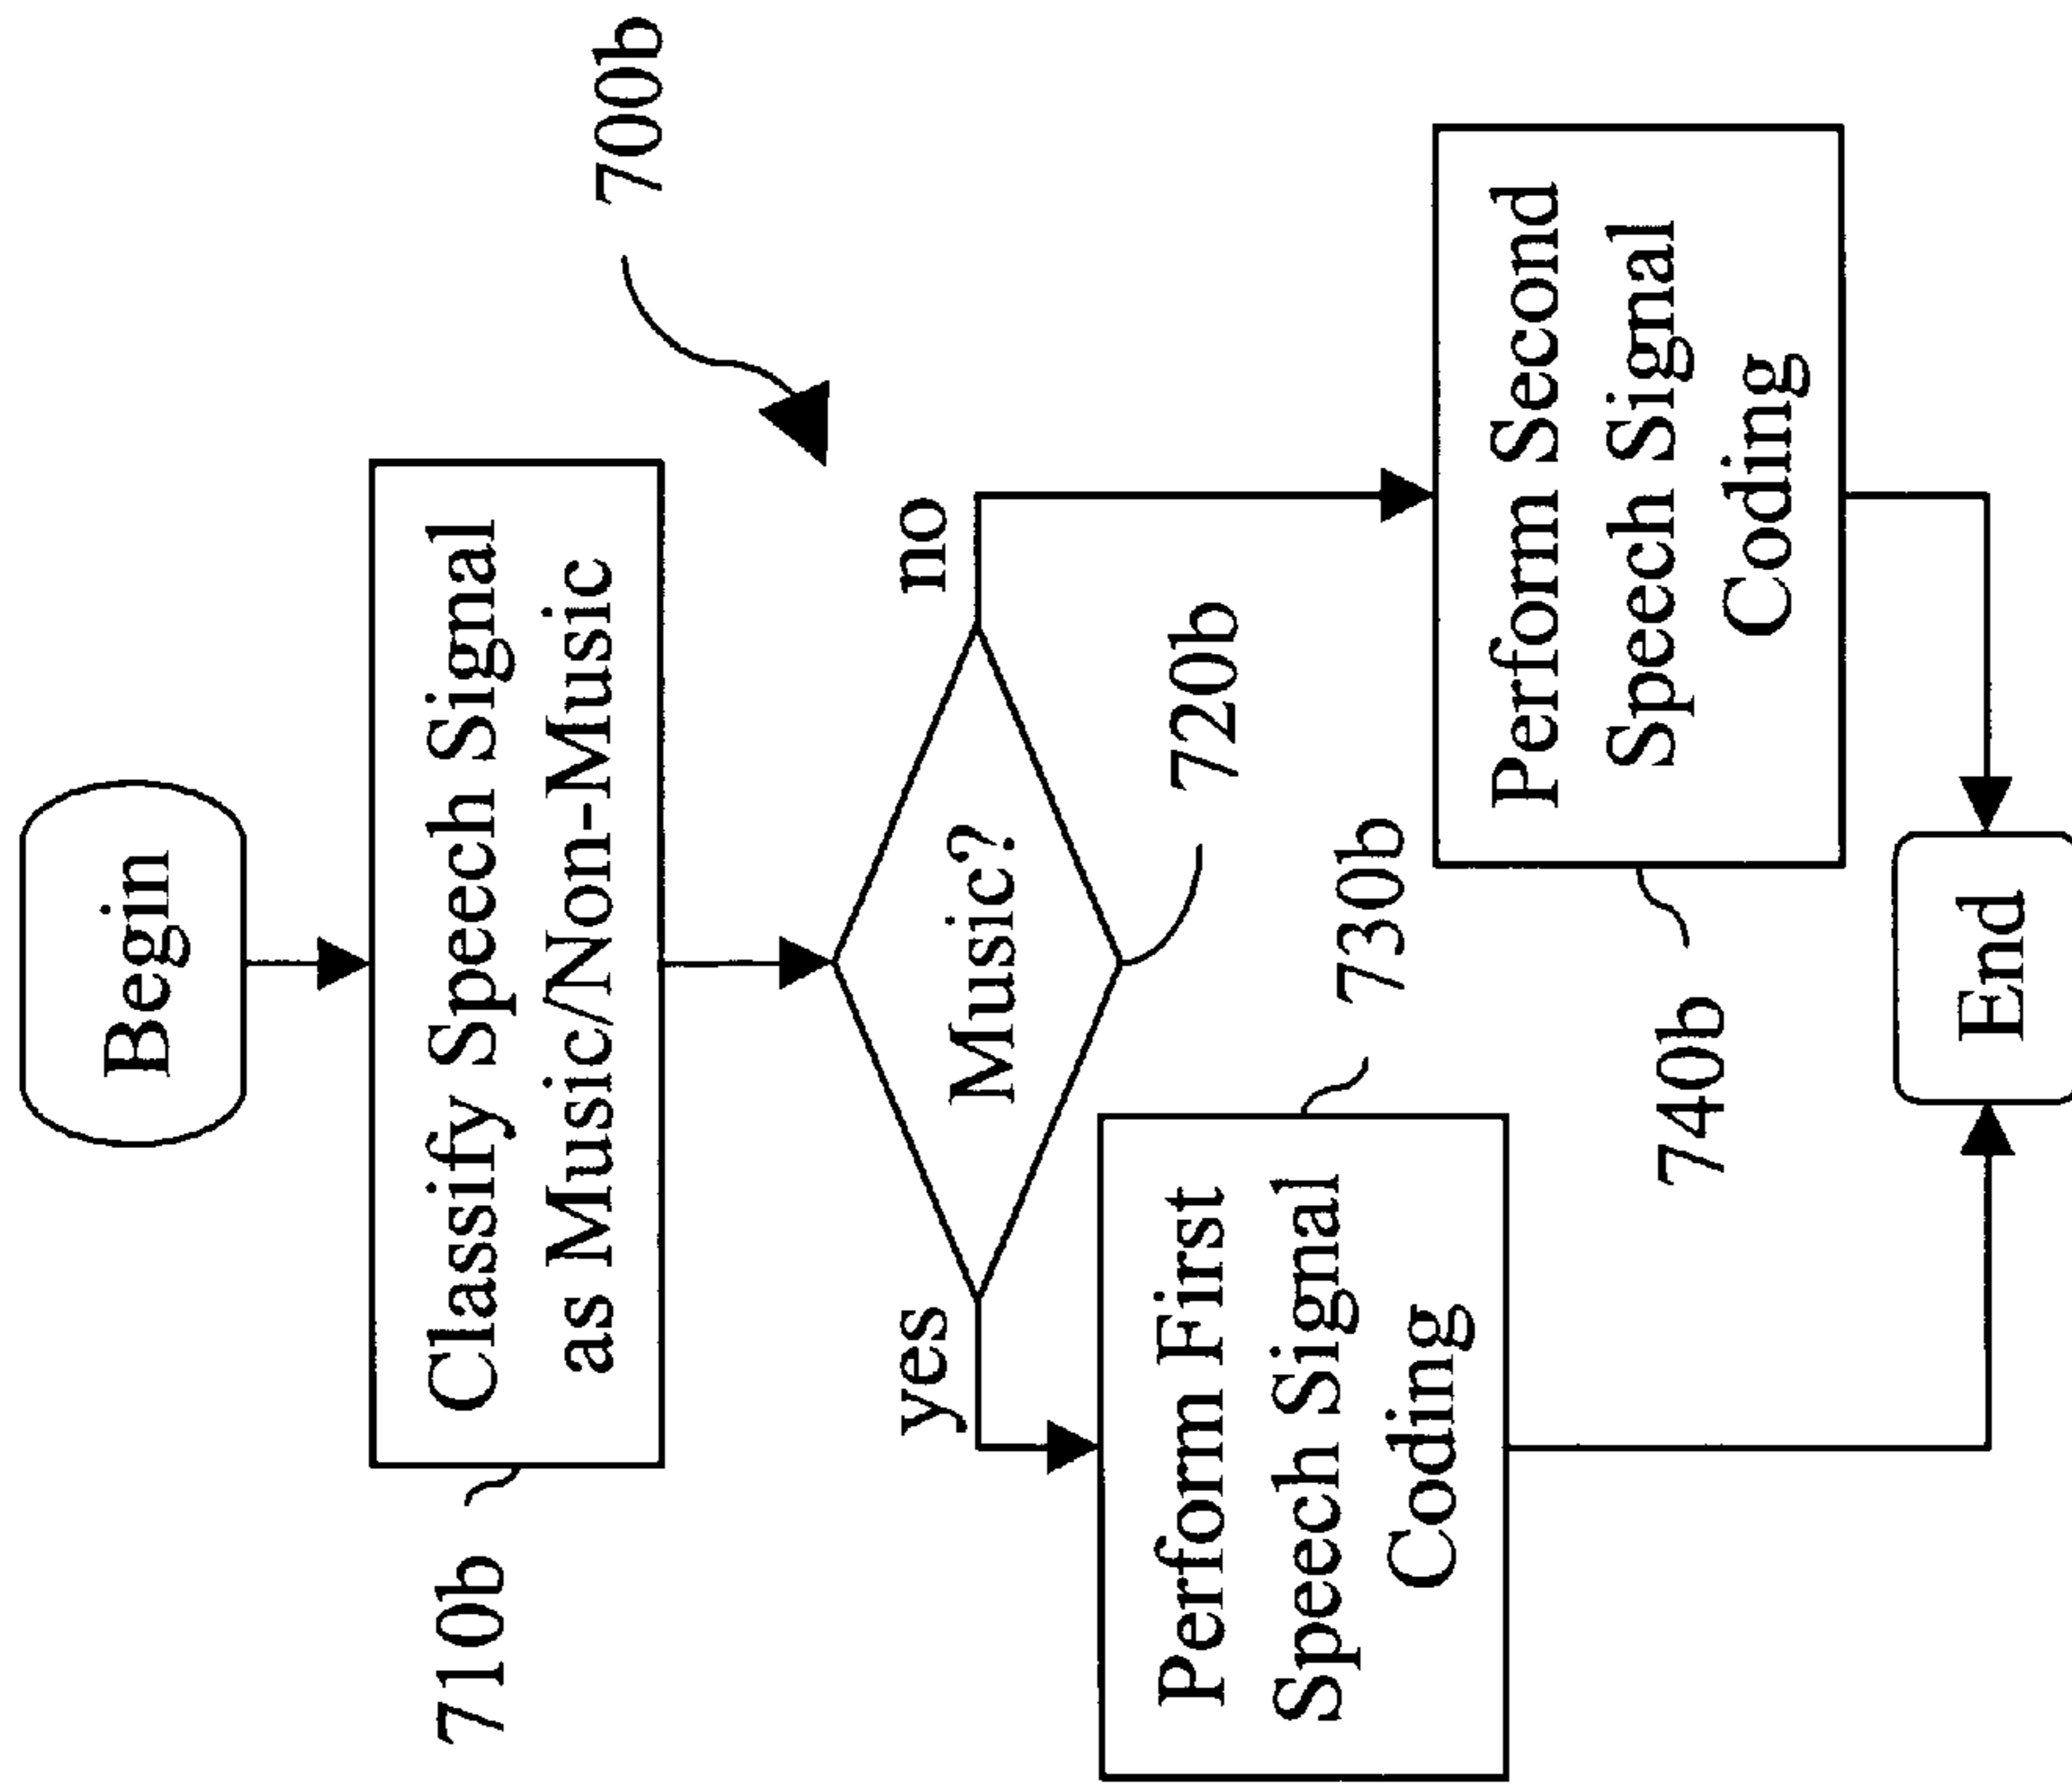 Begin
710b
Classify Speech Signal
as Music/Non-Music
700b
yes
Music?
no
720b
Perform First
Speech Signal
Coding
730b
Perform Second
Speech Signal
Coding
740b
End